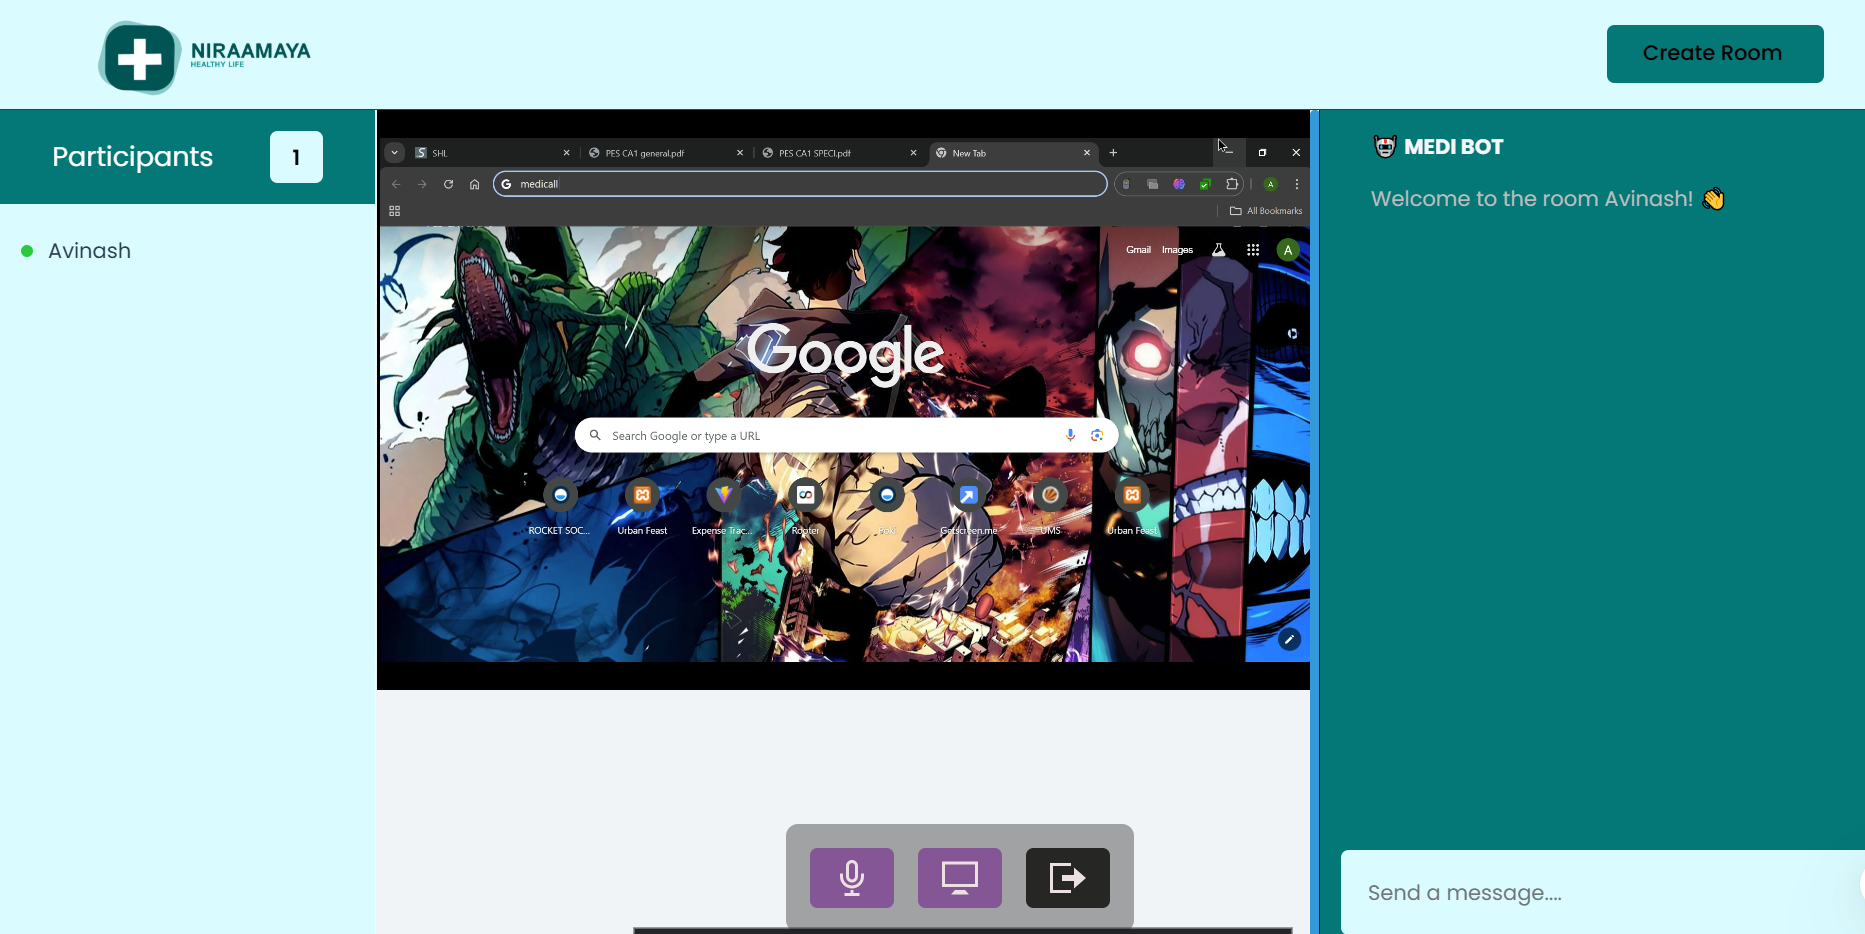 NIRAAMAYA
HEALTHY LIFE
Create Room
Participants
1
Avinash
SHL
PES CA1 general.pdf
PES CA1 SPECI.pdf
New Tab
medicall
All Bookmarks
Gmail Images
A
A
Google
Search Google or type a URL
ROCKET SOC...
Urban Feast
Expense Trac...
Rooter
Poki
Getscreen.me
UMS
Urban Feast
MEDI BOT
Welcome to the room Avinash! 👋
Send a message....